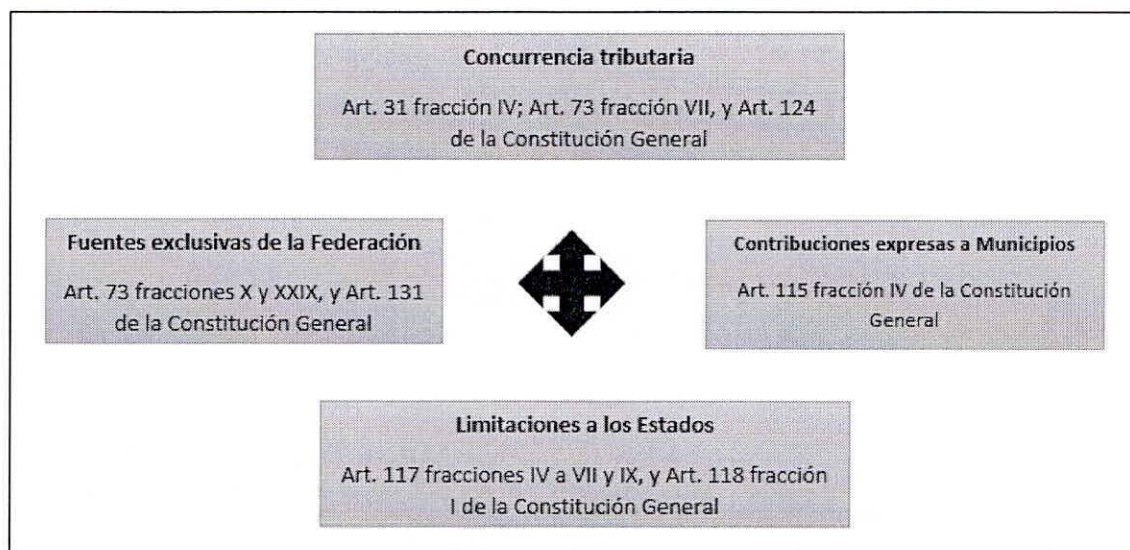 Concurrencia tributaria
Art. 31 fracción IV; Art. 73 fracción VII, y Art. 124
de la Constitución General
Fuentes exclusivas de la Federación
Art. 73 fracciones X y XXIX, y Art. 131
de la Constitución General
Contribuciones expresas a Municipios
Art. 115 fracción IV de la Constitución
General
Limitaciones a los Estados
Art. 117 fracciones IV a VII y IX, y Art. 118 fracción
I de la Constitución General